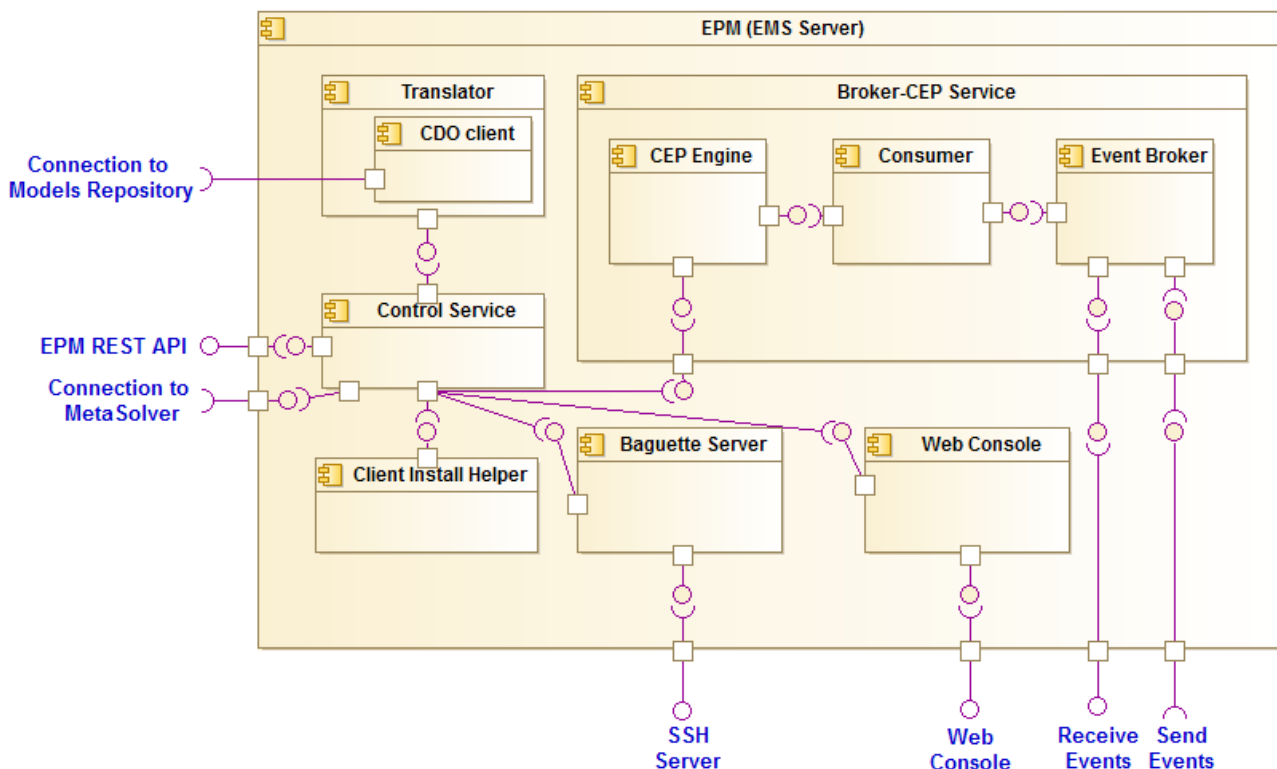 EPM (EMS Server)
Translator
Broker-CEP Service
CDO client
CEP Engine
Consumer
Event Broker
Connection to
Models Repository
Control Service
EPM REST API
Connection to
MetaSolver
Baguette Server
Web Console
Client Install Helper
SSH
Server
Web
Console
Receive
Events
Send
Events